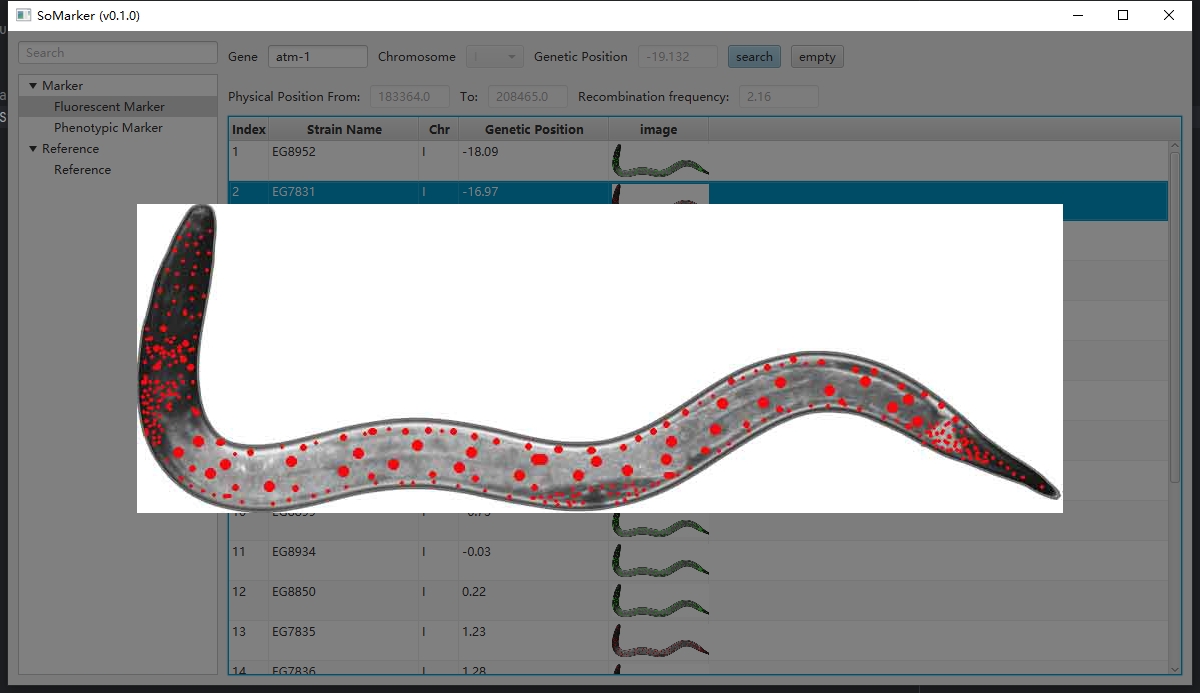 SoMarker (v0.1.0)
Search
Gene atm-1 Chromosome I Genetic Position -19.132 search empty
Marker
Fluorescent Marker
Phenotypic Marker
Reference
Reference
Physical Position From: 183364.0 To: 208465.0 Recombination frequency: 2.16
Index Strain Name Chr Genetic Position image
1 EG8952 I -18.09
2 EG7831 I -16.97
11 EG8934 I -0.03
12 EG8850 I 0.22
13 EG7835 I 1.23
14 EG7836 I 1.28